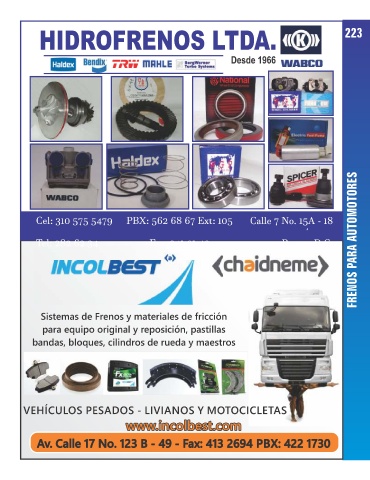 HIDROFRENOS LTDA.
Desde 1966
Haldex Bendix TRW MAHLE BorgWarner Turbo Systems
K
WABCO
223
National
WABCO
Haldex
SPICER
Cel: 310 575 5479 PBX: 562 68 67 Ext: 105 Calle 7 No. 15A - 18
FRENOS PARA AUTOMOTORES
INCOLBEST
<chaidneme>
Sistemas de Frenos y materiales de fricción
para equipo original y reposición, pastillas
bandas, bloques, cilindros de rueda y maestros
VEHÍCULOS PESADOS - LIVIANOS Y MOTOCICLETAS
www.incolbest.com
Av. Calle 17 No. 123 B - 49 - Fax: 413 2694 PBX: 422 1730